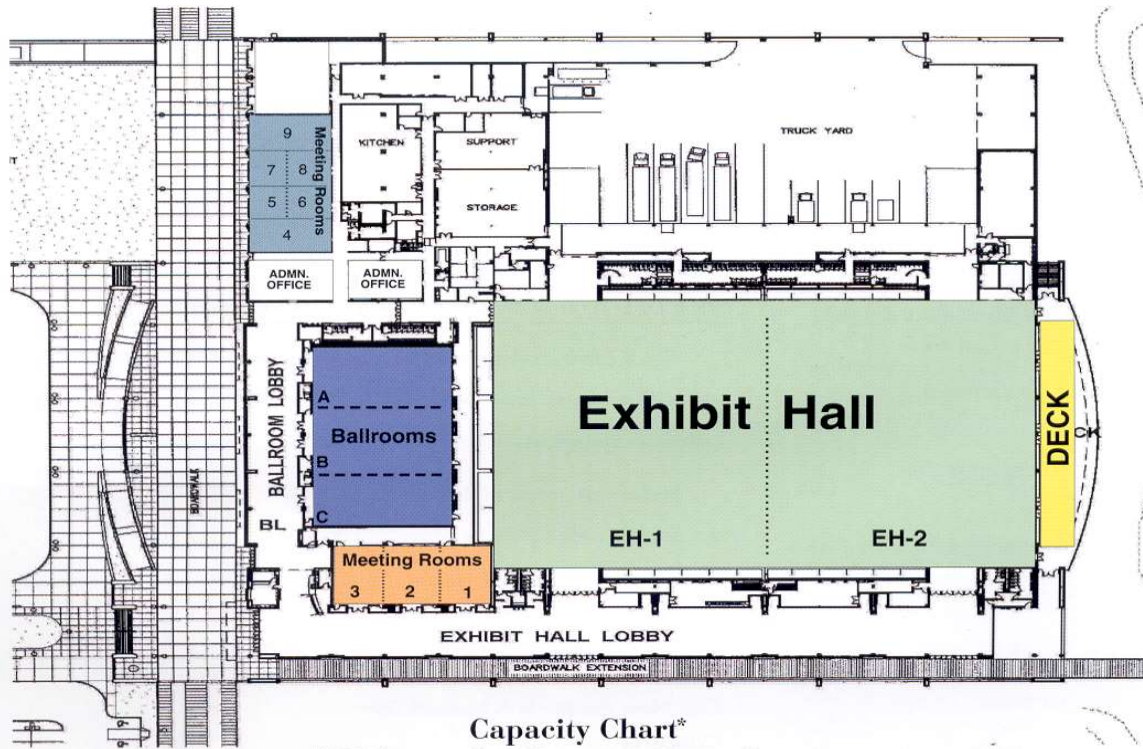 TRUCK YARD
9
7 8
5 6
4
Meeting Rooms
KITCHEN
SUPPORT
STORAGE
ADMN.
OFFICE
ADMN.
OFFICE
BALLROOM LOBBY
BL
BOARDWALK
A
Ballrooms
B
C
Exhibit Hall
EH-1
EH-2
DECK
Meeting Rooms
3 2 1
EXHIBIT HALL LOBBY
BOARDWALK EXTENSION
Capacity Chart*